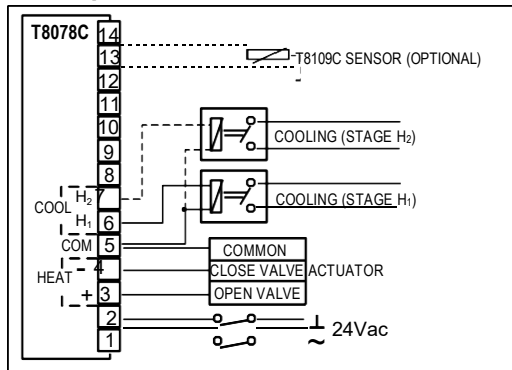 T8078C 14
13 T8109C SENSOR (OPTIONAL)
12
11
10
9
8
COOLING (STAGE H₂)
COOL H₂ 7
COOLING (STAGE H₁)
H₁ 6
COM 5 COMMON
HEAT - 4 CLOSE VALVE ACTUATOR
+ 3 OPEN VALVE
2
1
24Vac
~